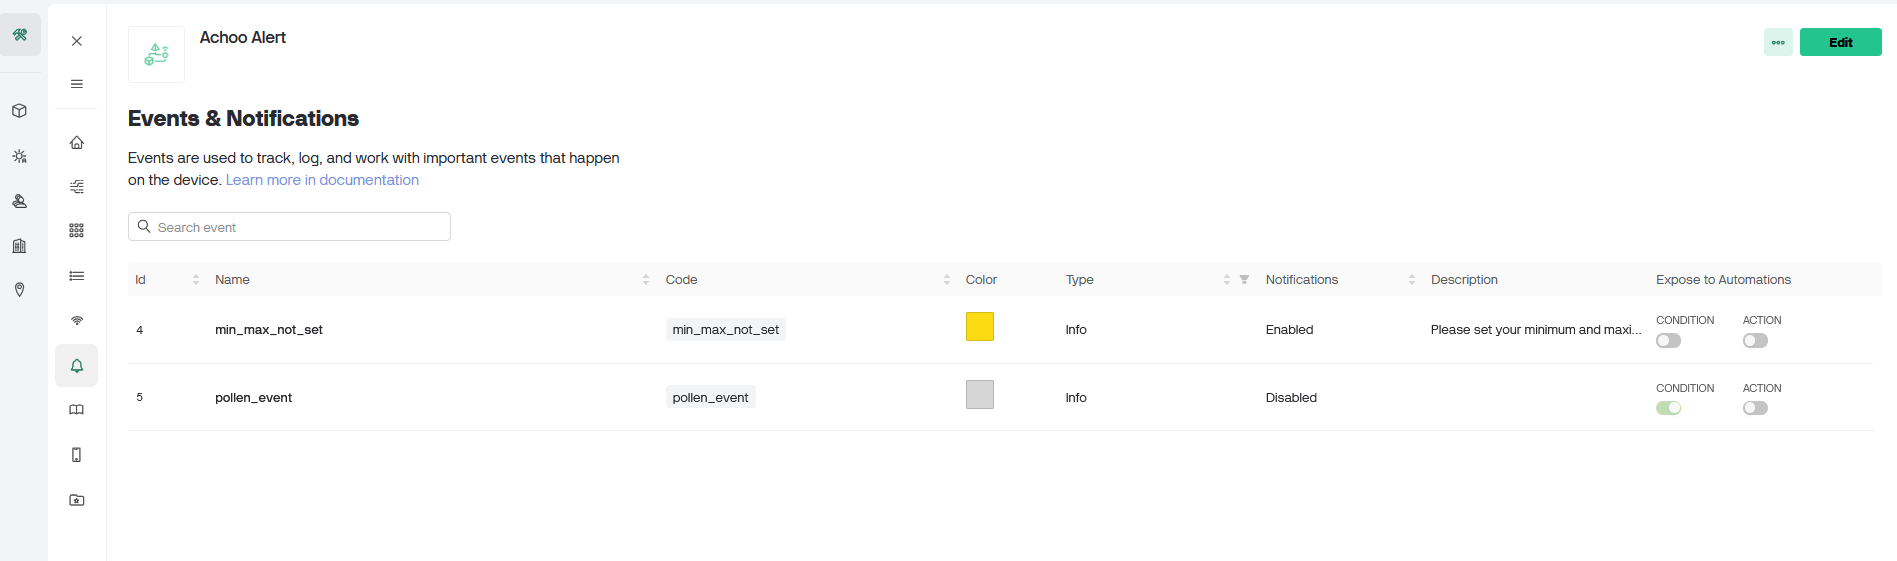 Achoo Alert
Edit
Events & Notifications
Events are used to track, log, and work with important events that happen
on the device. Learn more in documentation
Search event
Id Name Code Color Type Notifications Description Expose to Automations
4 min_max_not_set min_max_not_set Info Enabled Please set your minimum and maxi... CONDITION ACTION
5 pollen_event pollen_event Info Disabled CONDITION ACTION